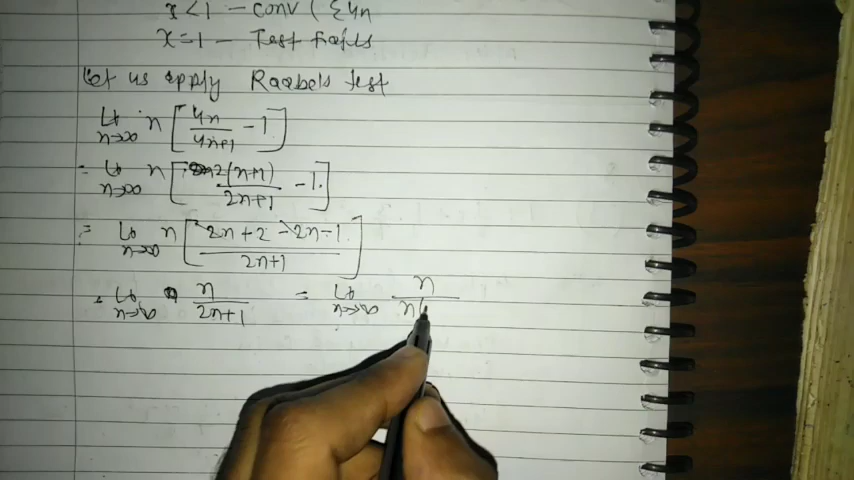 x < 1 – conv ( Σun
x = 1 – Test fails
Let us apply Raabels test
Lt n→∞ n [ un/un+1 – 1 ]
= Lt n→∞ n [ 2(n+1)/2n+1 – 1 ]
= Lt n→∞ n [ 2n+2 – 2n – 1 / 2n+1 ]
= Lt n→∞ n/2n+1 = Lt n→∞ n/n(